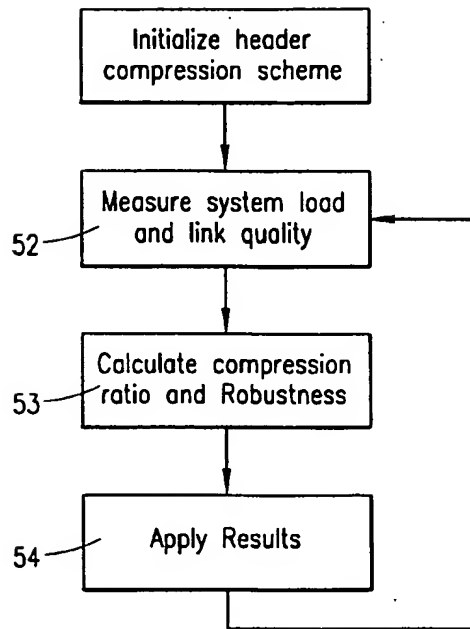 Initialize header
compression scheme
Measure system load
and link quality
52
Calculate compression
ratio and Robustness
53
Apply Results
54